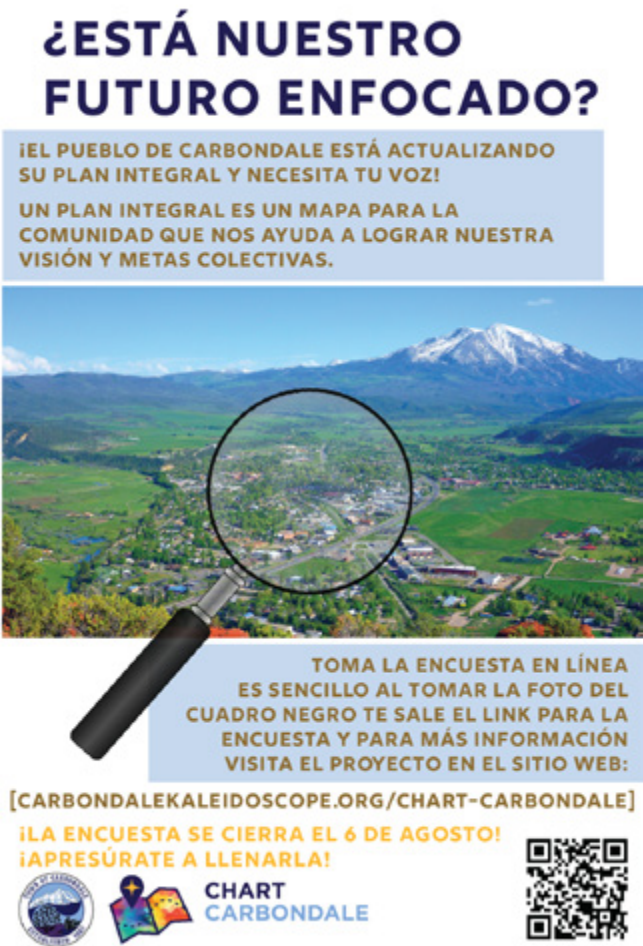 ¿ESTÁ NUESTRO
FUTURO ENFOCADO?
¡EL PUEBLO DE CARBONDALE ESTÁ ACTUALIZANDO
SU PLAN INTEGRAL Y NECESITA TU VOZ!
UN PLAN INTEGRAL ES UN MAPA PARA LA
COMUNIDAD QUE NOS AYUDA A LOGRAR NUESTRA
VISIÓN Y METAS COLECTIVAS.
TOMA LA ENCUESTA EN LÍNEA
ES SENCILLO AL TOMAR LA FOTO DEL
CUADRO NEGRO TE SALE EL LINK PARA LA
ENCUESTA Y PARA MÁS INFORMACIÓN
VISITA EL PROYECTO EN EL SITIO WEB:
[CARBONDALEKALEIDOSCOPE.ORG/CHART-CARBONDALE]
¡LA ENCUESTA SE CIERRA EL 6 DE AGOSTO!
¡APRESÚRATE A LLENARLA!
TOWN OF CARBONDALE
CHART
CARBONDALE